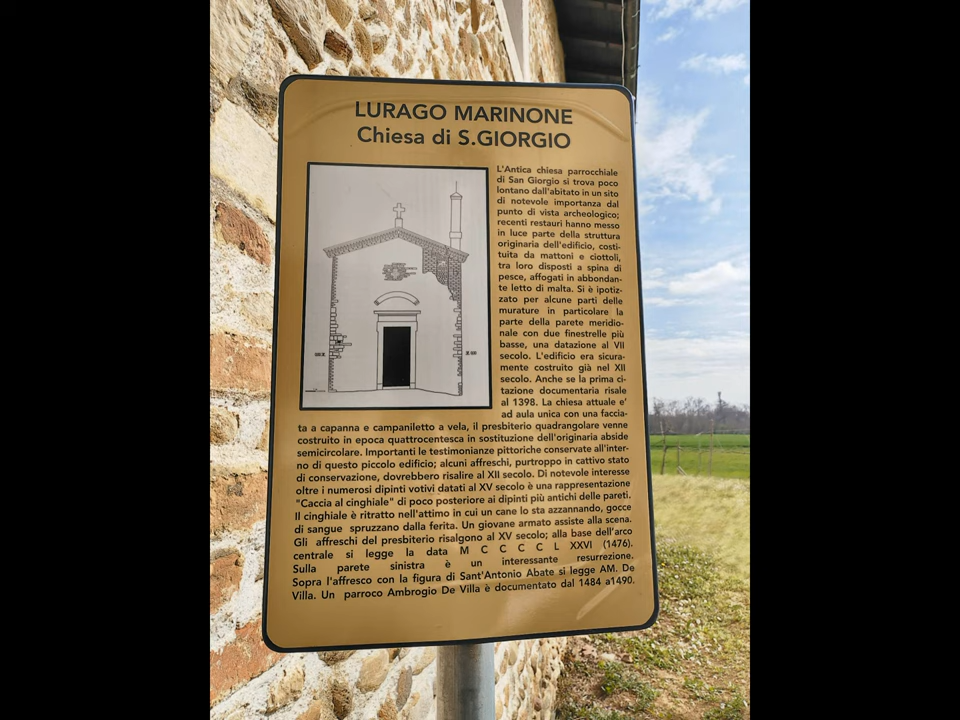 LURAGO MARINONE
Chiesa di S.GIORGIO
L'Antica chiesa parrocchiale
di San Giorgio si trova poco
lontano dall'abitato in un sito
di notevole importanza dal
punto di vista archeologico;
recenti restauri hanno messo
in luce parte della struttura
originaria dell'edificio, costi-
tuita da mattoni e ciottoli,
tra loro disposti a spina di
pesce, affogati in abbondan-
te letto di malta. Si è ipotiz-
zato per alcune parti delle
murature in particolare la
parte della parete meridio-
nale con due finestrelle più
basse, una datazione al VII
secolo. L'edificio era sicura-
mente costruito già nel XII
secolo. Anche se la prima ci-
tazione documentaria risale
al 1398. La chiesa attuale e'
ad aula unica con una faccia-
ta a capanna e campaniletto a vela, il presbiterio quadrangolare venne
costruito in epoca quattrocentesca in sostituzione dell'originaria abside
semicircolare. Importanti le testimonianze pittoriche conservate all'inter-
no di questo piccolo edificio; alcuni affreschi, purtroppo in cattivo stato
di conservazione, dovrebbero risalire al XII secolo. Di notevole interesse
oltre i numerosi dipinti votivi datati al XV secolo è una rappresentazione
"Caccia al cinghiale" di poco posteriore ai dipinti più antichi delle pareti.
Il cinghiale è ritratto nell'attimo in cui un cane lo sta azzannando, gocce
di sangue spruzzano dalla ferita. Un giovane armato assiste alla scena.
Gli affreschi del presbiterio risalgono al XV secolo; alla base dell'arco
centrale si legge la data M C C C C L XXVI (1476).
Sulla parete sinistra è un interessante resurrezione.
Sopra l'affresco con la figura di Sant'Antonio Abate si legge AM. De
Villa. Un parroco Ambrogio De Villa è documentato dal 1484 a1490.